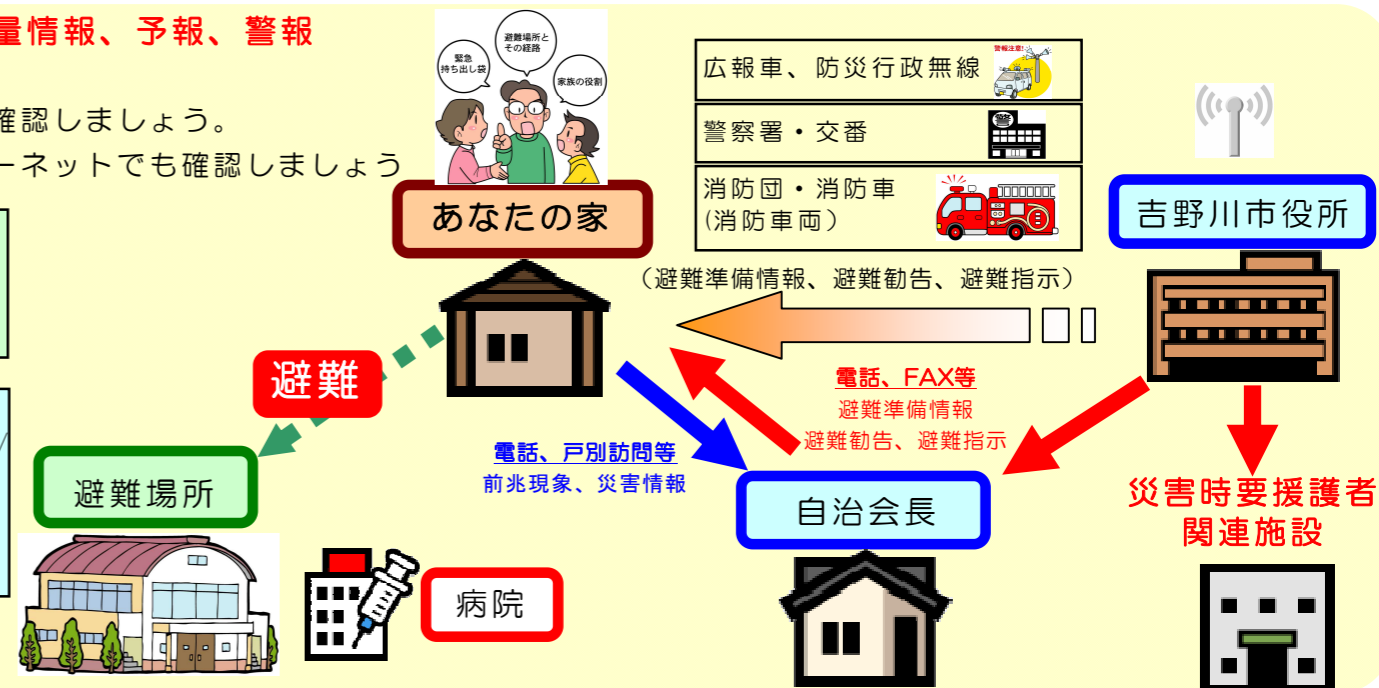 量情報、予報、警報
確認しましょう。
ーネットでも確認しましょう
緊急
持ち出し袋
避難場所と
その経路
家族の役割
あなたの家
広報車、防災行政無線
警報注意!
警察署・交番
警
消防団・消防車
(消防車両)
吉野川市役所
(避難準備情報、避難勧告、避難指示)
避難
電話、FAX等
避難準備情報
避難勧告、避難指示
電話、戸別訪問等
前兆現象、災害情報
避難場所
自治会長
災害時要援護者
関連施設
病院